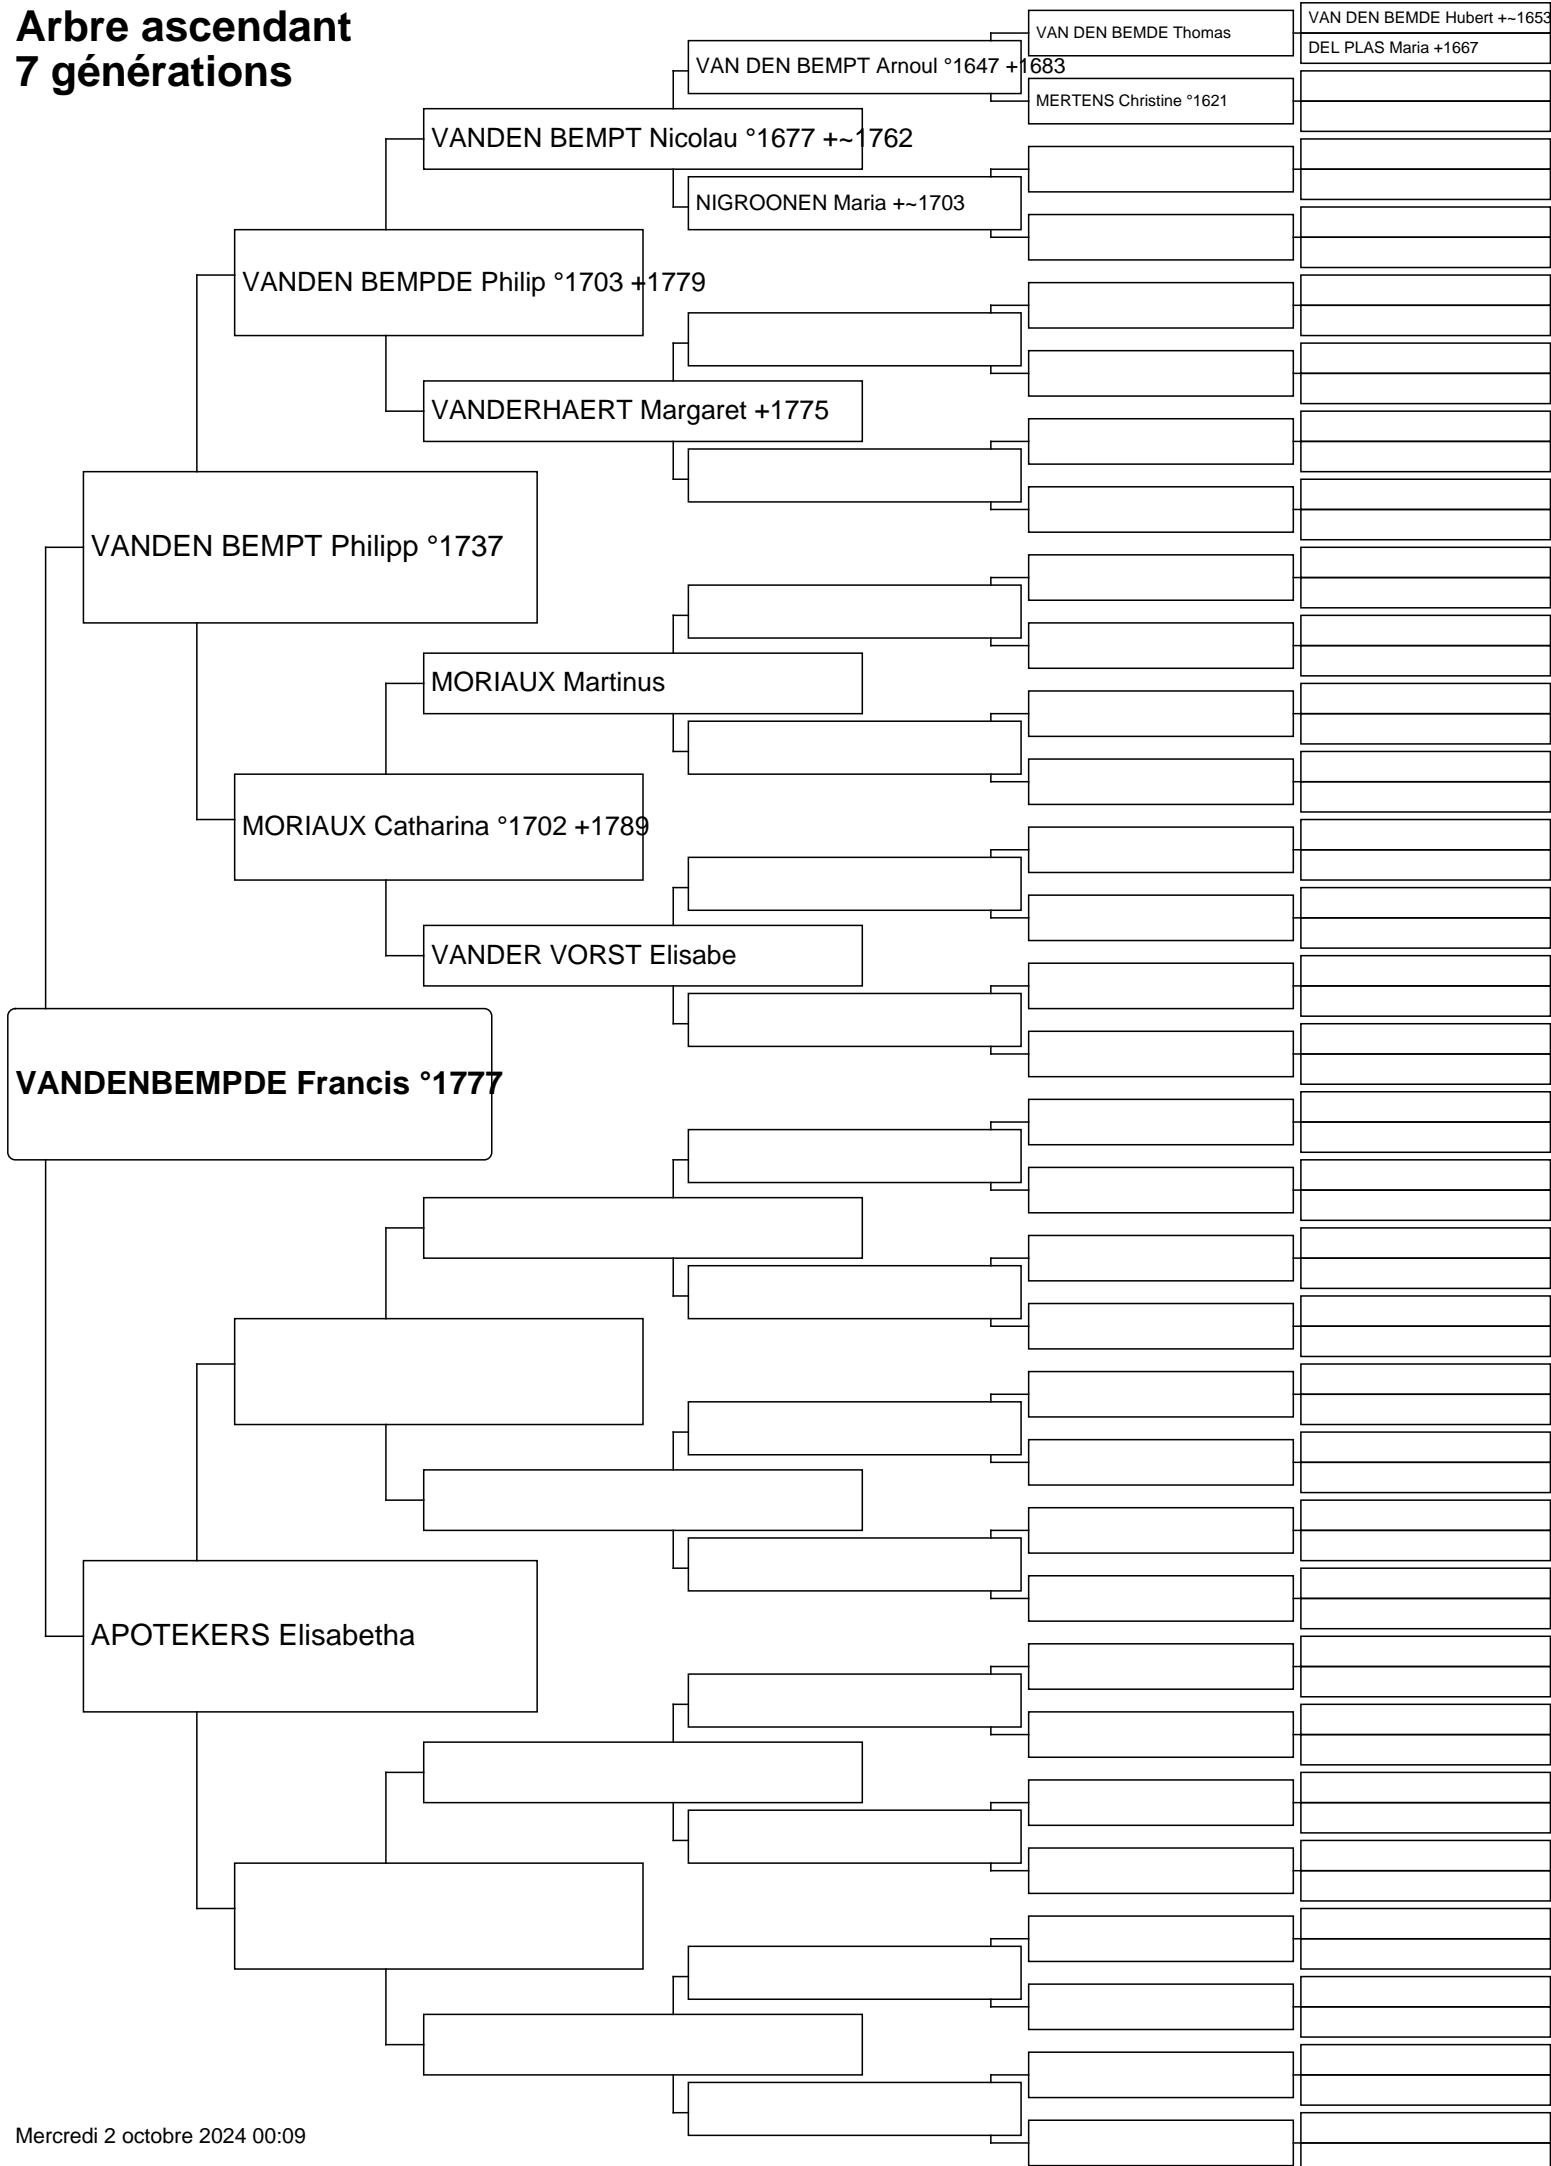 Arbre ascendant
7 générations
VAN DEN BEMDE Hubert +~1653
VAN DEN BEMDE Thomas
DEL PLAS Maria +1667
VAN DEN BEMPT Arnoul °1647 +1683
MERTENS Christine °1621
VANDEN BEMPT Nicolau °1677 +~1762
NIGROONEN Maria +~1703
VANDEN BEMPDE Philip °1703 +1779
VANDERHAERT Margaret +1775
VANDEN BEMPT Philipp °1737
MORIAUX Martinus
MORIAUX Catharina °1702 +1789
VANDER VORST Elisabe
VANDENBEMPDE Francis °1777
APOTEKERS Elisabetha
Mercredi 2 octobre 2024 00:09